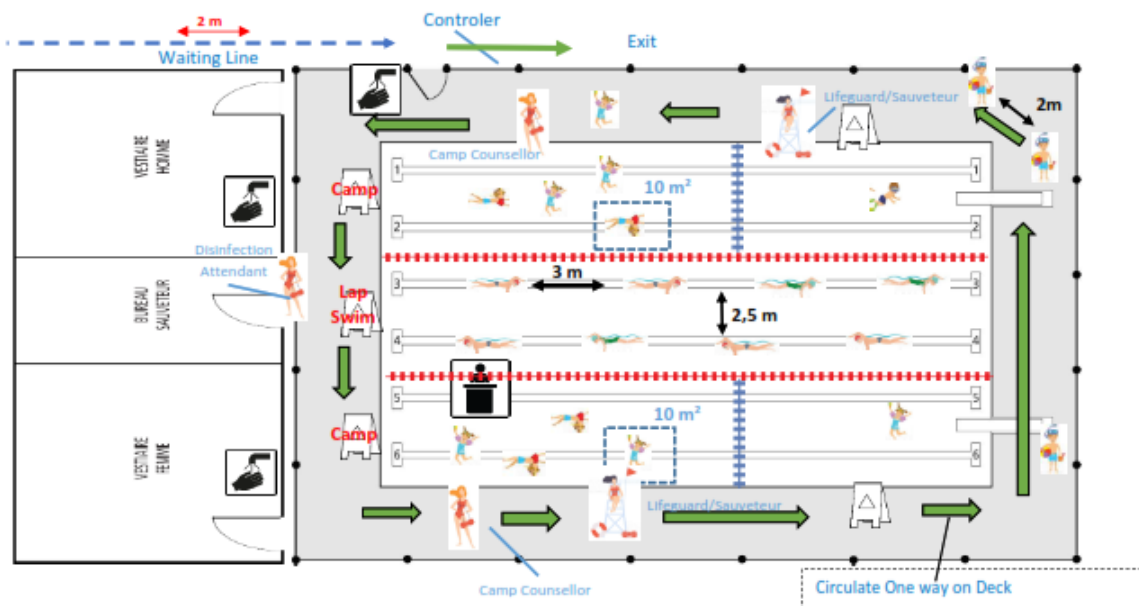 2 m
Controler
Exit
Waiting Line
Lifeguard/Sauveteur
2m
VESTIAIRE
HOMME
Camp Counsellor
1
1
Camp
10 m²
2
2
Disinfection
Attendant
BUREAU
SAUVETEUR
3
3 m
3
Lap
Swim
2,5 m
4
4
5
5
10 m²
Camp
VESTIAIRE
FEMME
6
6
Lifeguard/Sauveteur
Camp Counsellor
Circulate One way on Deck